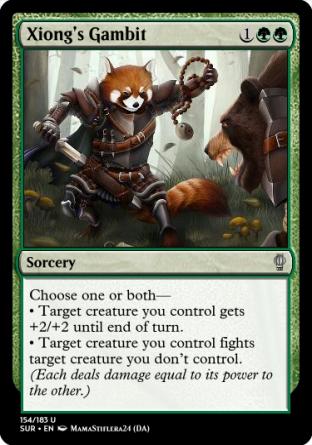 Xiong's Gambit 1
Sorcery
Choose one or both—
• Target creature you control gets
+2/+2 until end of turn.
• Target creature you control fights
target creature you don't control.
(Each deals damage equal to its power to
the other.)
154/183 U
SUR • EN MamaStiflera24 (DA)